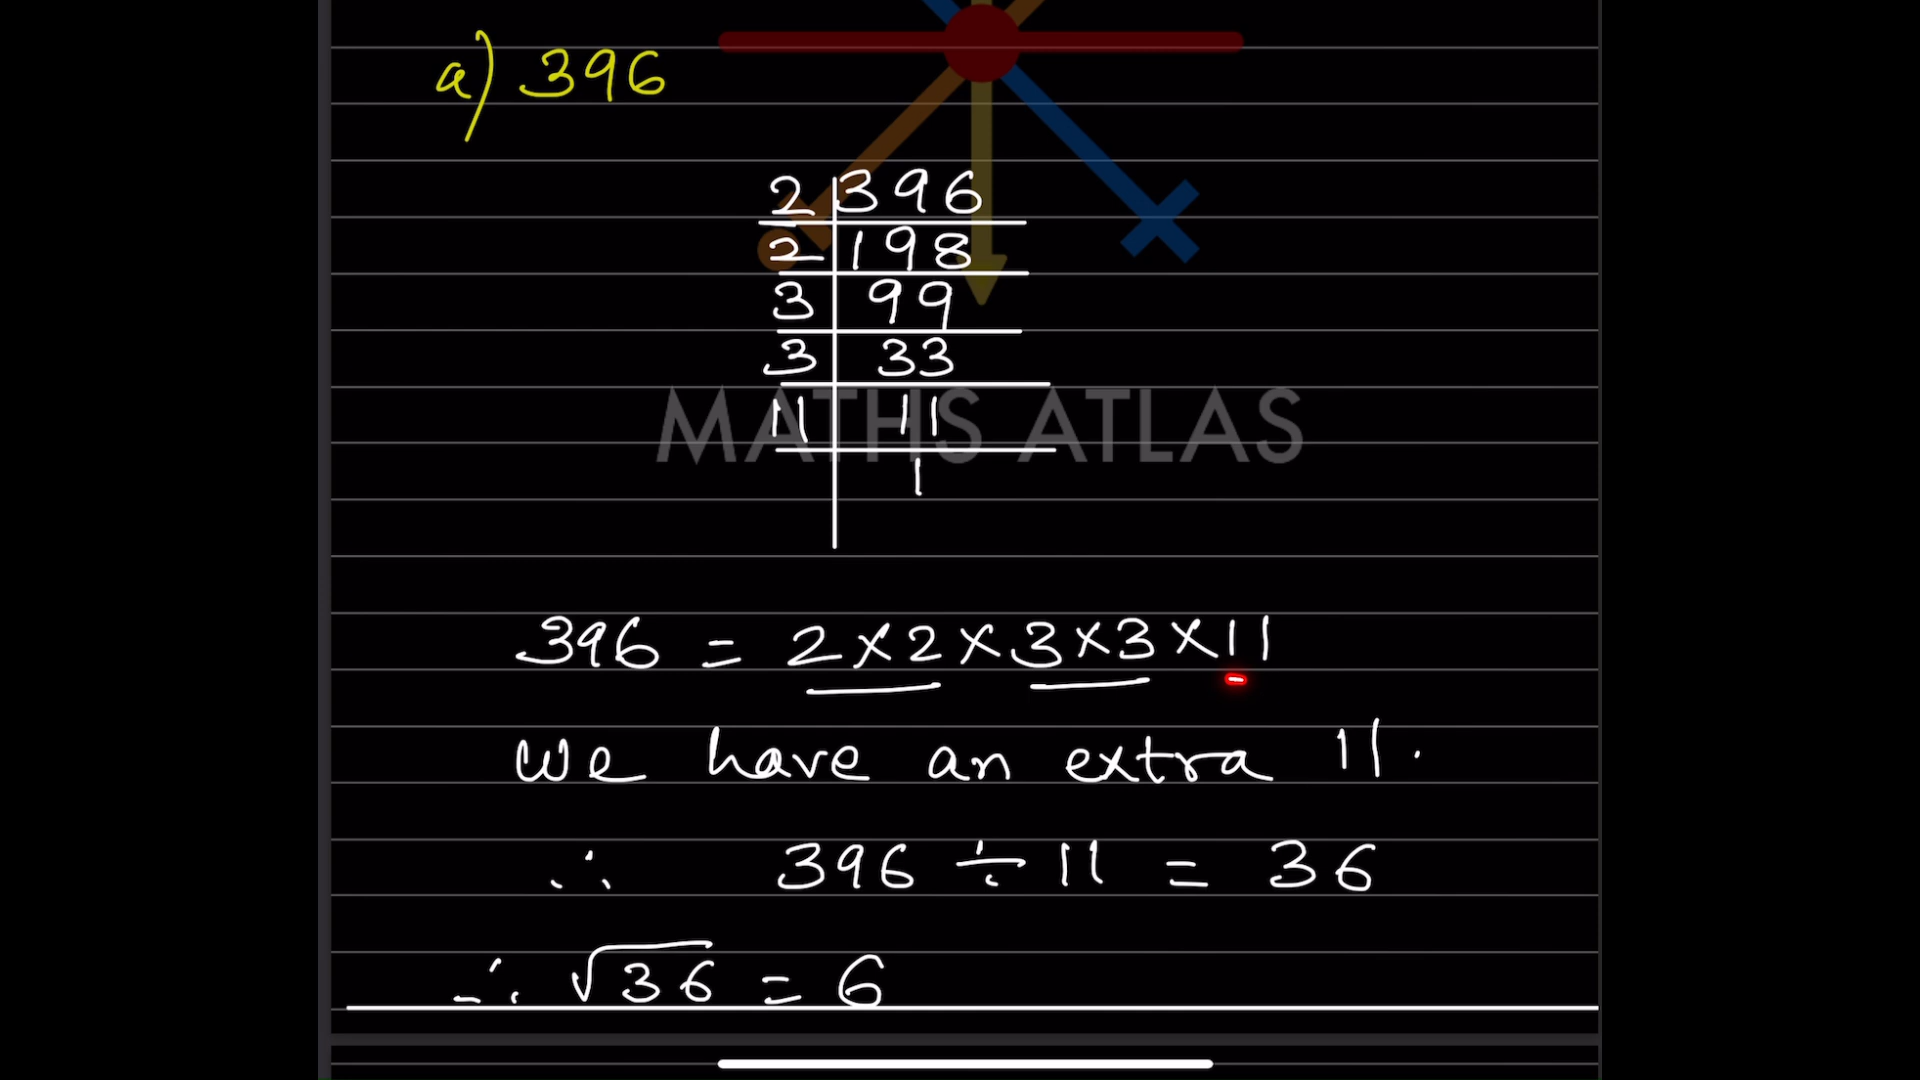 a) 396
2 396
2 198
3 99
3 33
11 11
1
MATHS ATLAS
396 = 2×2×3×3×11
We have an extra 11.
∴ 396 ÷ 11 = 36
∴ √36 = 6